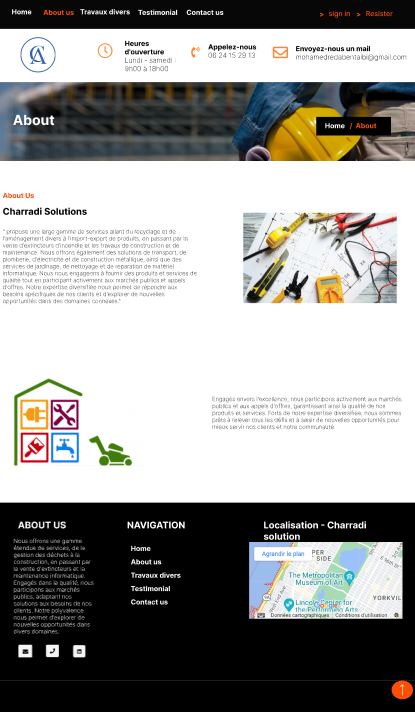 Home About us Travaux divers Testimonial Contact us > sign in > Resister
Heures
d'ouverture
Lundi - samedi :
9h00 à 18h00
Appelez-nous
06 24 15 29 13
Envoyez-nous un mail
mohamedredabentalbi@gmail.com
About
Home / About
About Us
Charradi Solutions
" propose une large gamme de services allant du recyclage et de
l'aménagement divers à l'import-export de produits, en passant par la
vente d'extincteurs d'incendie et les travaux de construction et de
maintenance. Nous offrons également des solutions de transport, de
plomberie, d'électricité et de construction métallique, ainsi que des
services de jardinage, de nettoyage et de réparation de matériel
informatique. Nous nous engageons à fournir des produits et services de
qualité tout en participant activement aux marchés publics et appels
d'offres. Notre expertise diversifiée nous permet de répondre aux
besoins spécifiques de nos clients et d'explorer de nouvelles
opportunités dans des domaines connexes."
Engagés envers l'excellence, nous participons activement aux marchés
publics et aux appels d'offres, garantissant ainsi la qualité de nos
produits et services. Forts de notre expertise diversifiée, nous sommes
prêts à relever tous les défis et à saisir de nouvelles opportunités pour
mieux servir nos clients et notre communauté.
ABOUT US
Nous offrons une gamme
étendue de services, de la
gestion des déchets à la
construction, en passant par
la vente d'extincteurs et la
maintenance informatique.
Engagés dans la qualité, nous
participons aux marchés
publics, adaptant nos
solutions aux besoins de nos
clients. Notre polyvalence
nous permet d'explorer de
nouvelles opportunités dans
divers domaines.
NAVIGATION
Home
About us
Travaux divers
Testimonial
Contact us
Localisation - Charradi
solution
Agrandir le plan
PER
SIDE
The Metropolitan
Museum of Art
YORKVIL
Lincoln Center for
the Performing Arts
Données cartographiques Conditions d'utilisation